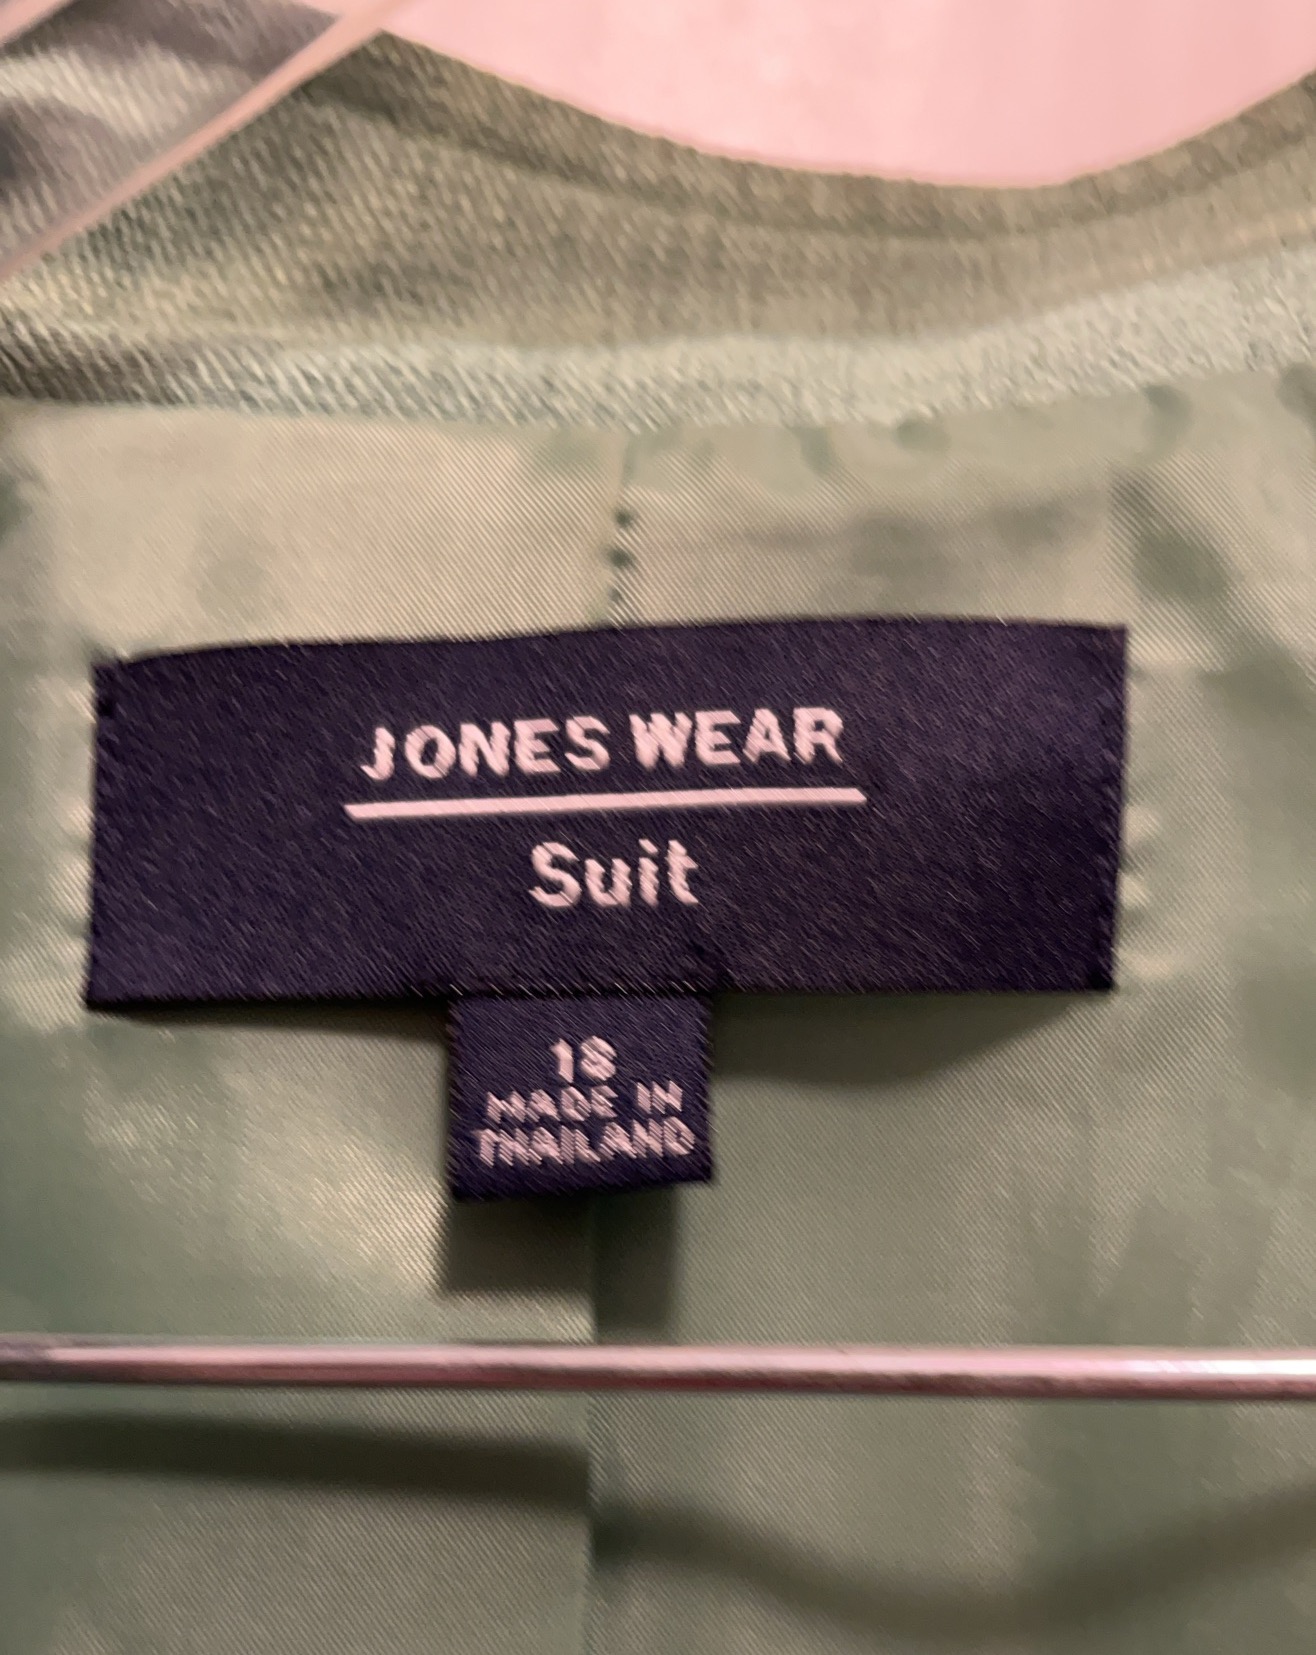 JONES WEAR
Suit
18
MADE IN
THAILAND